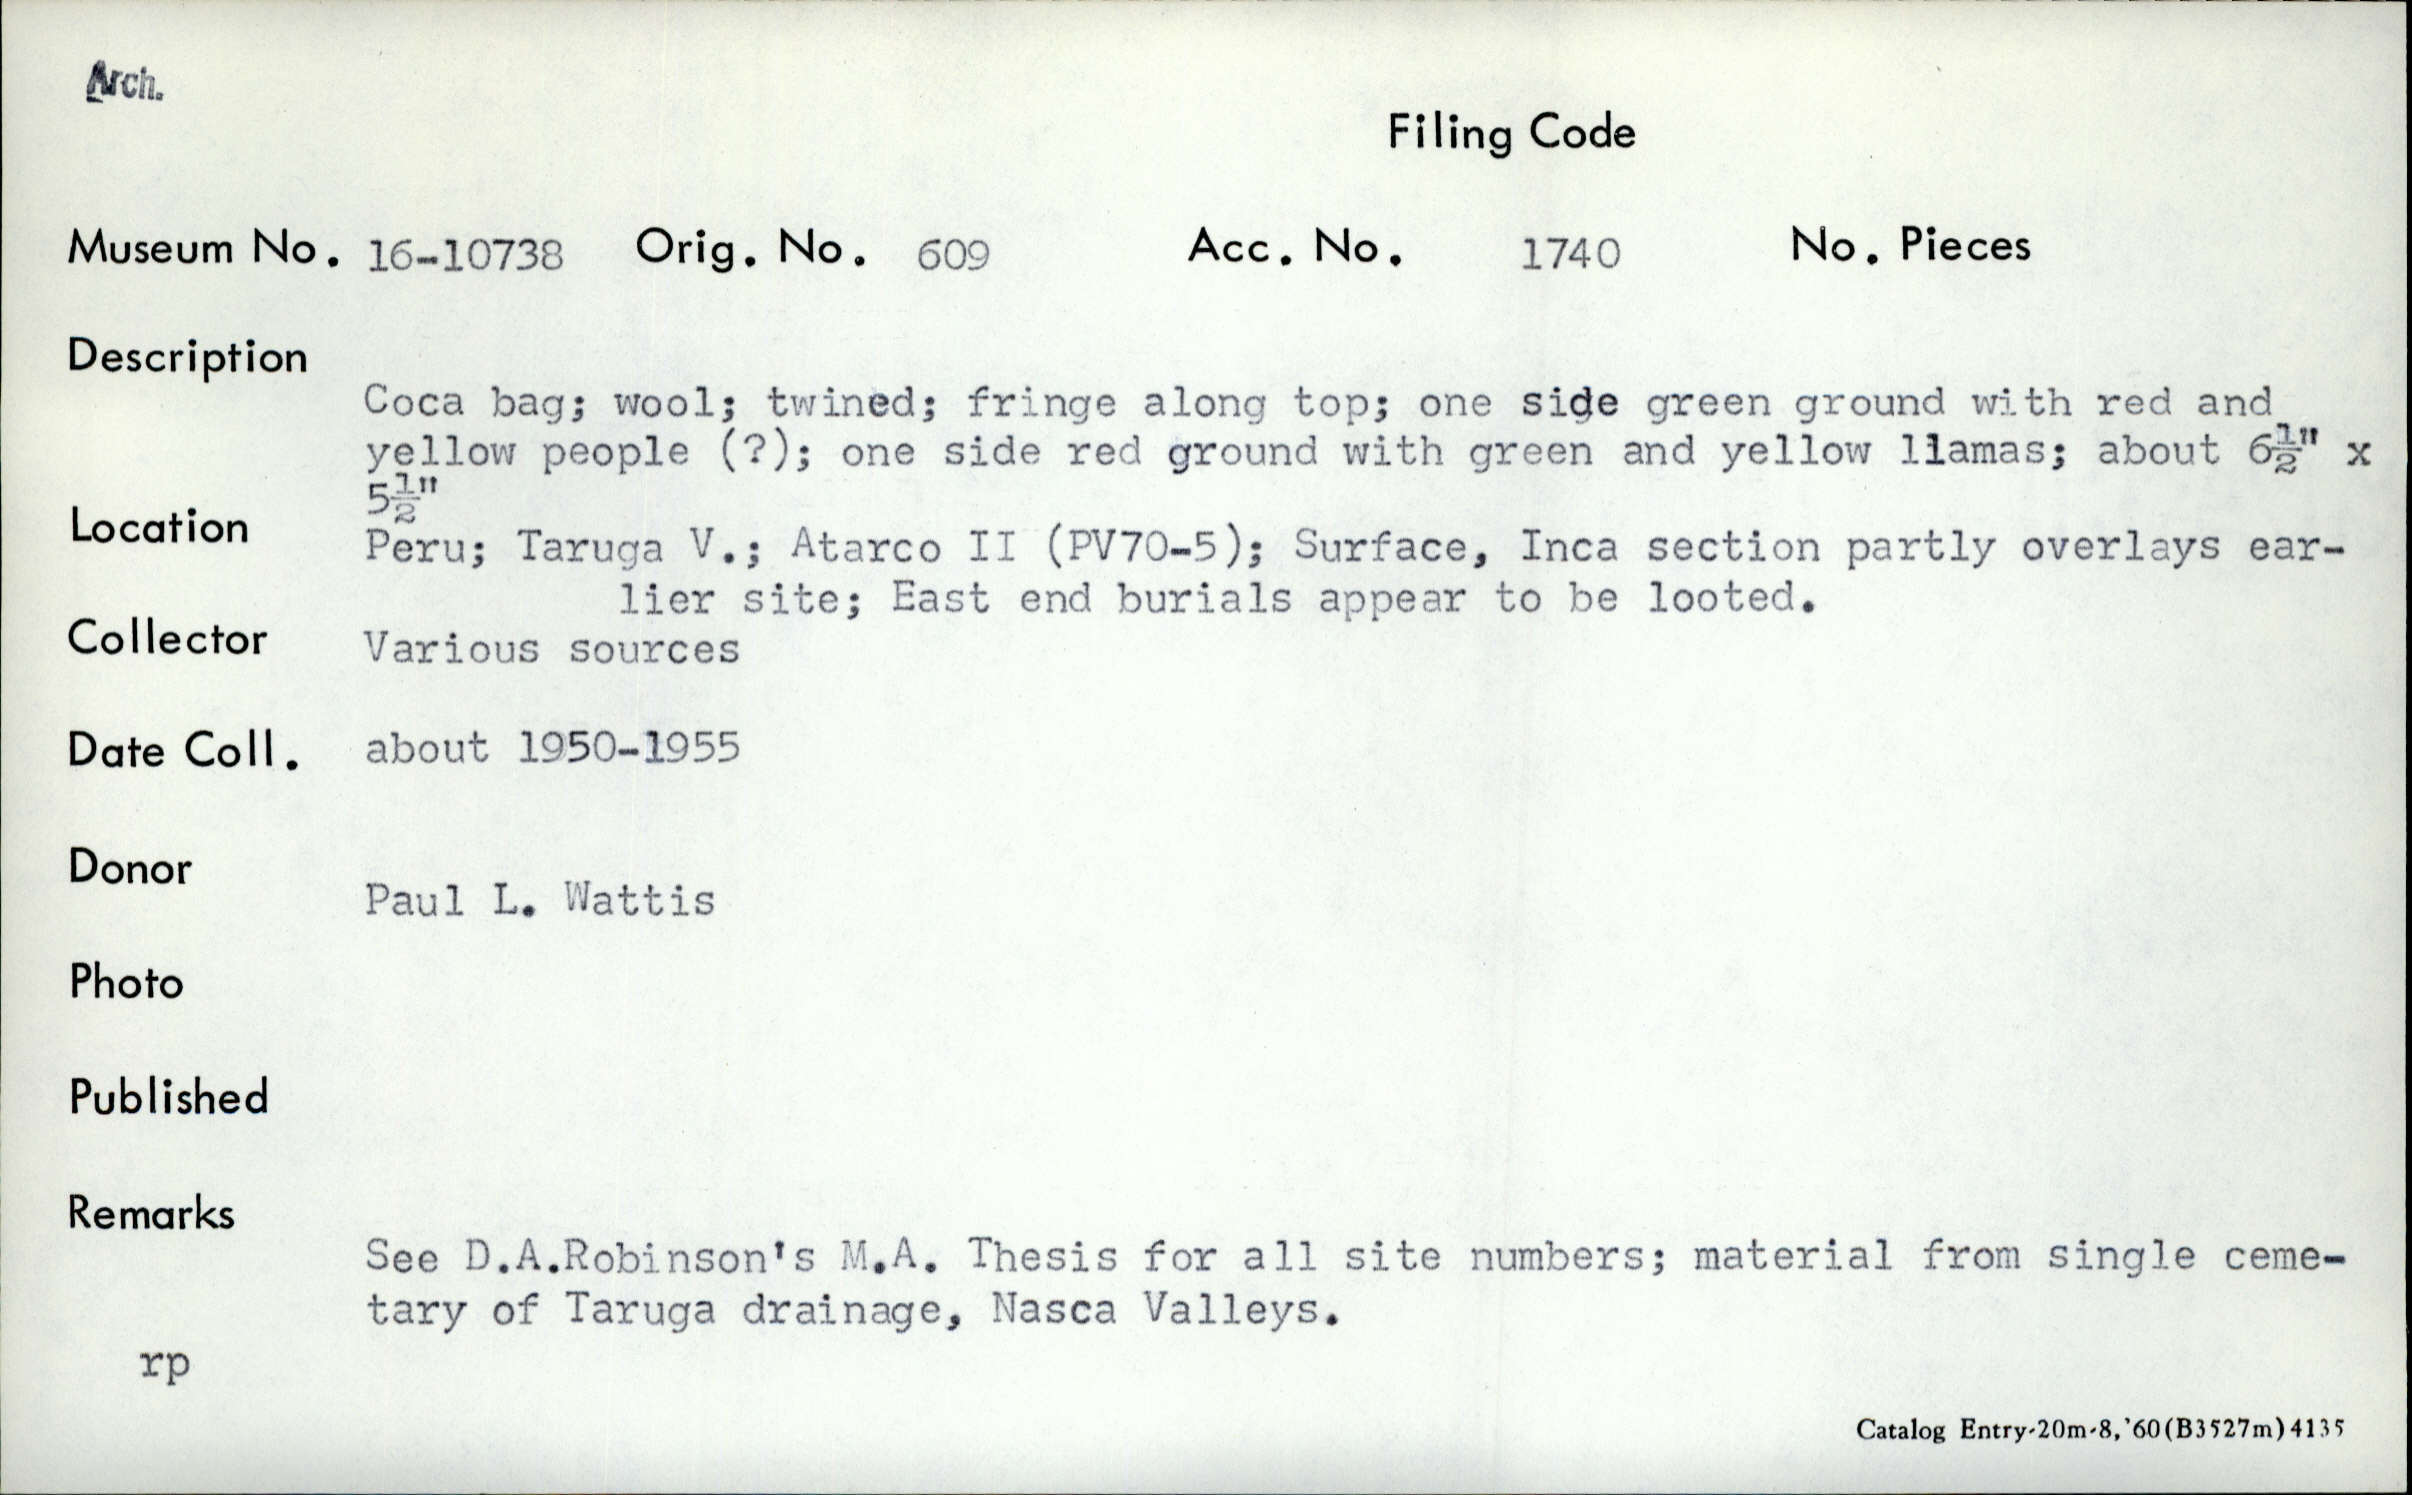 Arch.
Filing Code
Museum No. 16-10738 Orig. No. 609 Acc. No. 1740 No. Pieces
Description
Coca bag; wool; twined; fringe along top; one side green ground with red and
yellow people (?); one side red ground with green and yellow llamas; about 6½" x
5½"
Location Peru; Taruga V.; Atarco II (PV70-5); Surface, Inca section partly overlays ear-
lier site; East end burials appear to be looted.
Collector Various sources
Date Coll. about 1950-1955
Donor
Paul L. Wattis
Photo
Published
Remarks
See D.A.Robinson's M.A. Thesis for all site numbers; material from single ceme-
tary of Taruga drainage, Nasca Valleys.
rp
Catalog Entry-20m-8,'60(B3527m)4135